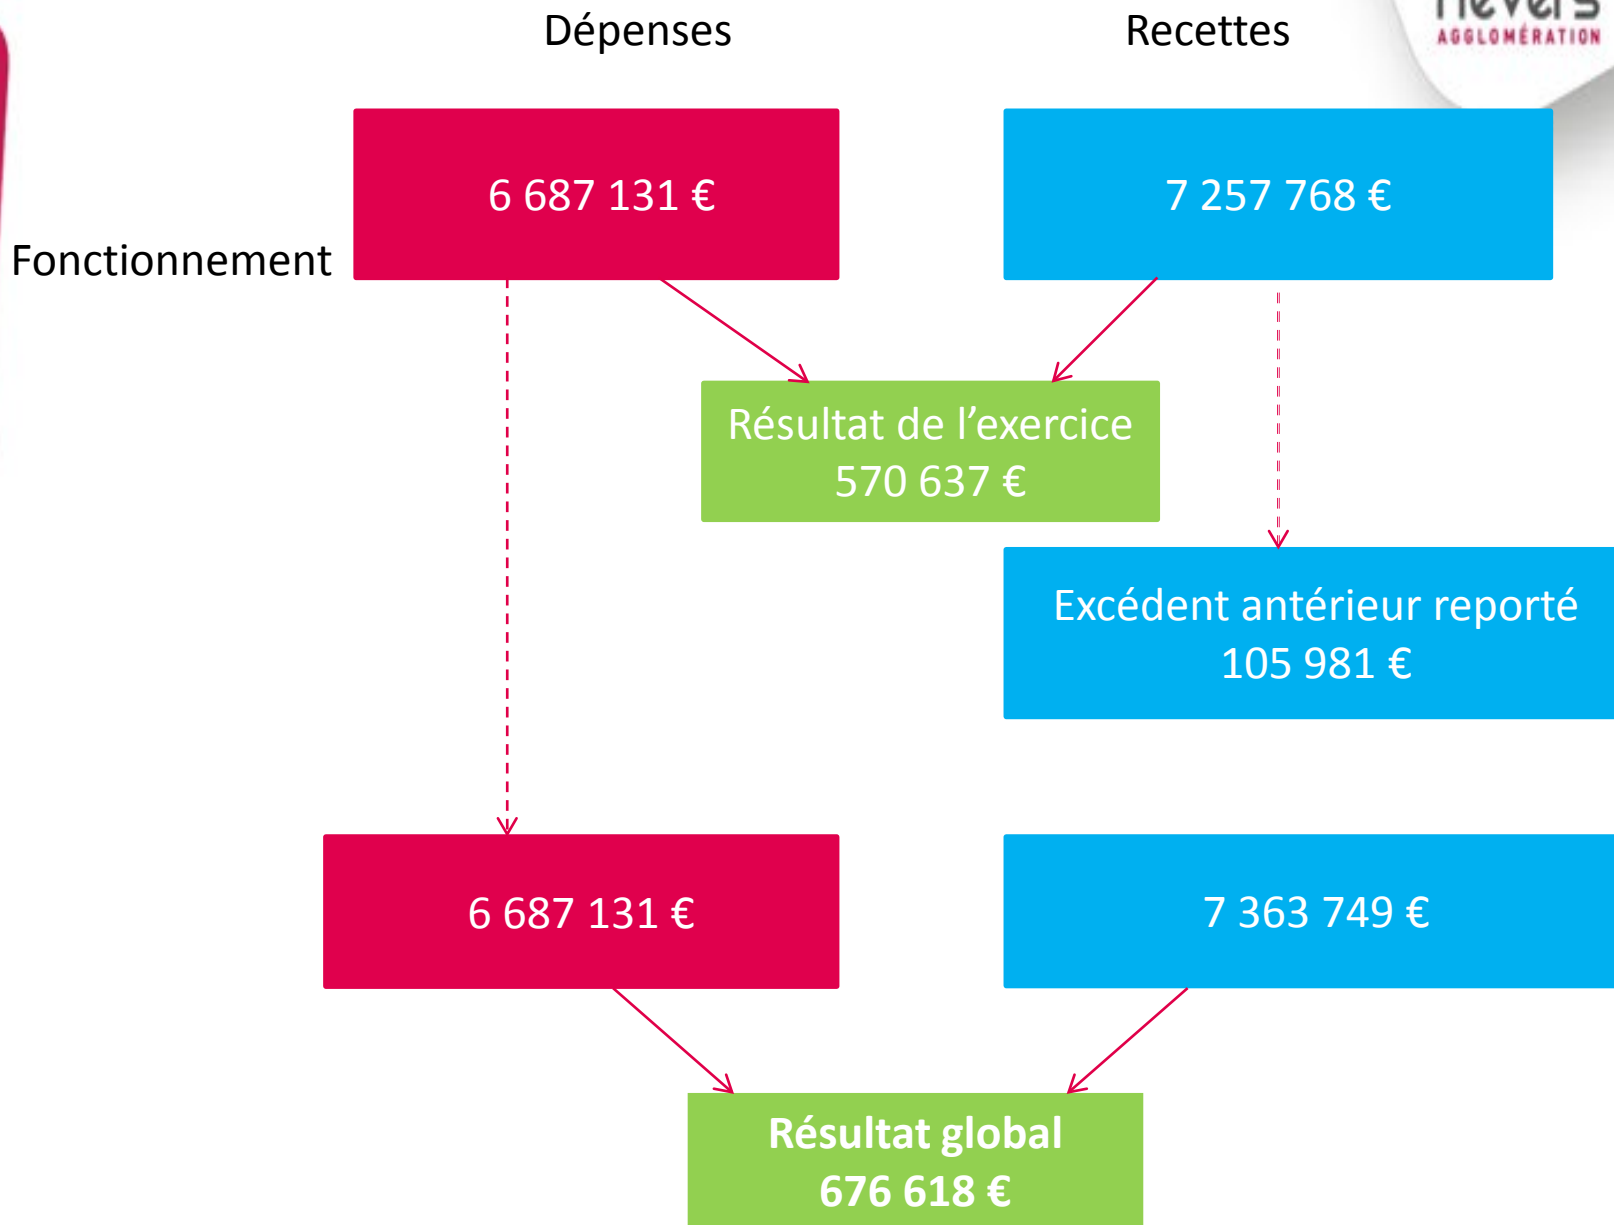 nevers
AGGLOMÉRATION
Dépenses
Recettes
6 687 131 €
7 257 768 €
Fonctionnement
Résultat de l’exercice
570 637 €
Excédent antérieur reporté
105 981 €
6 687 131 €
7 363 749 €
Résultat global
676 618 €